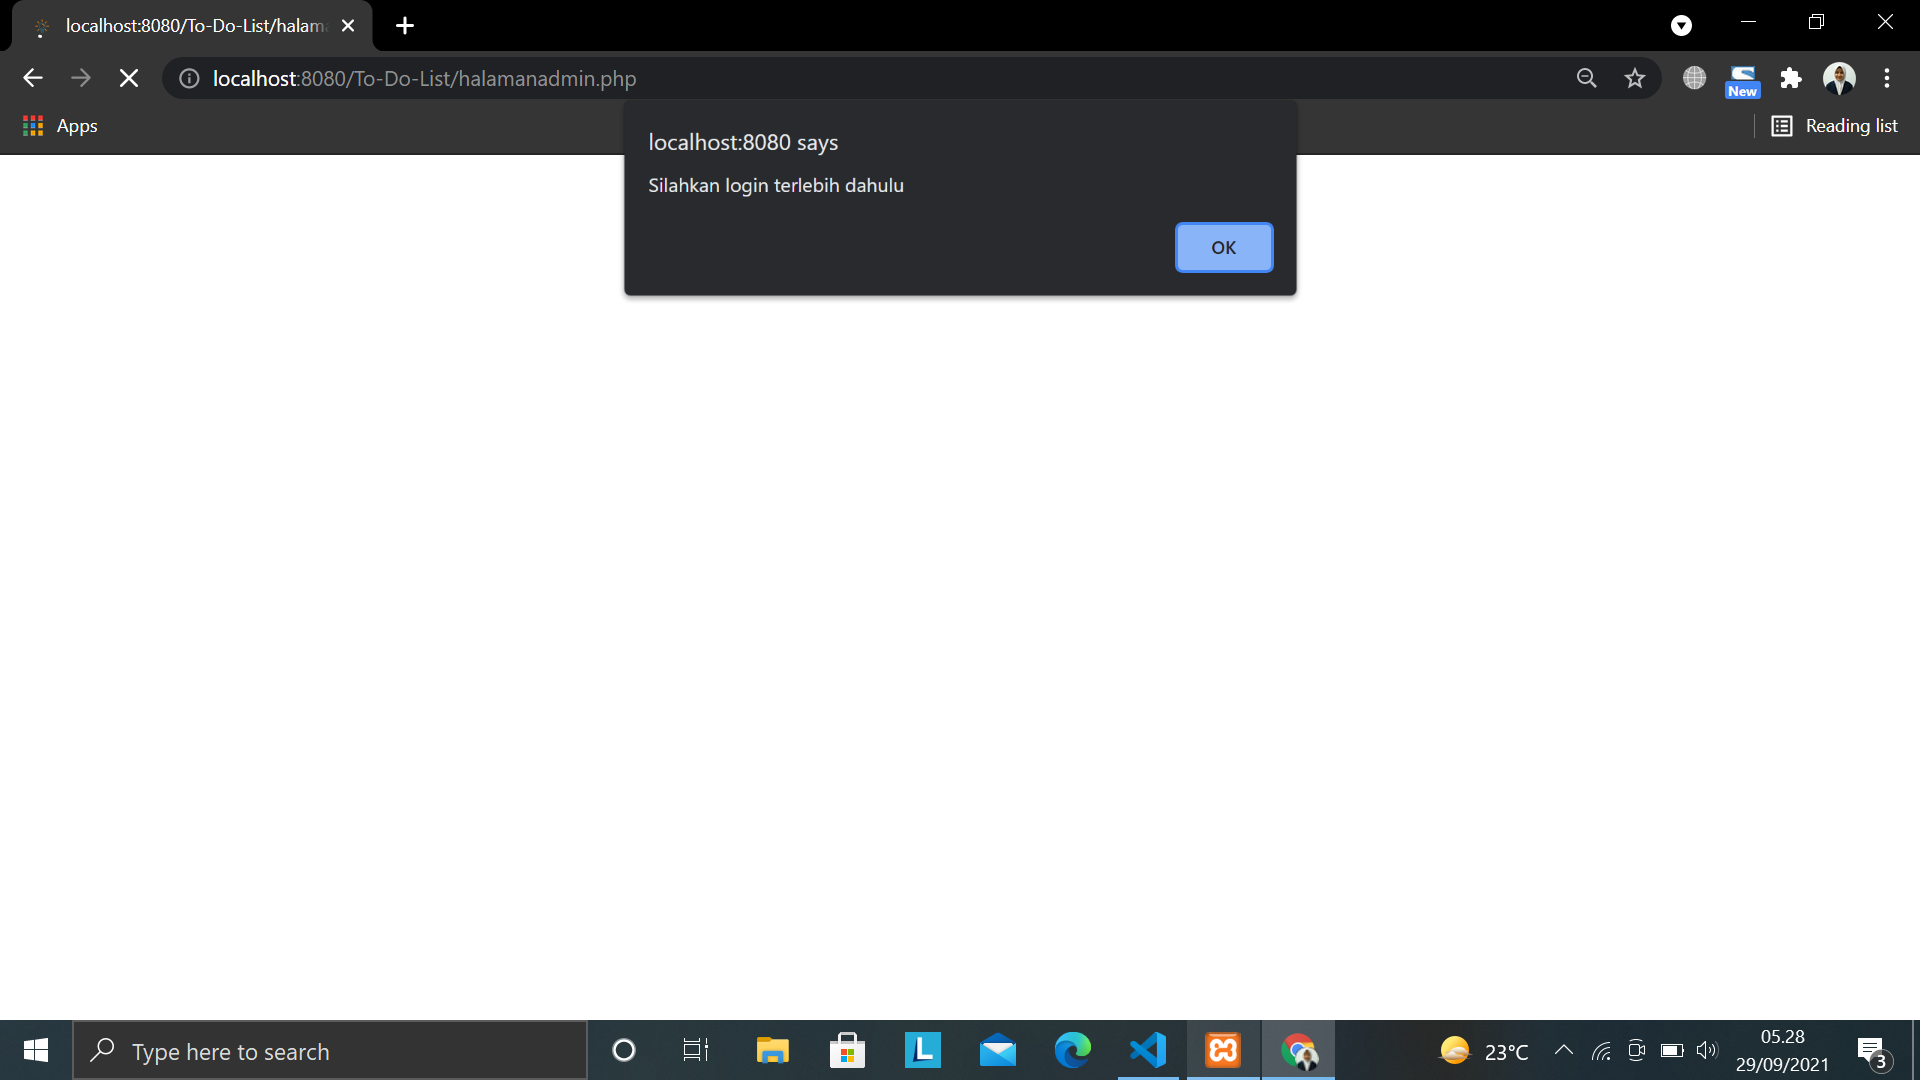 localhost:8080/To-Do-List/halam
localhost:8080/To-Do-List/halamanadmin.php
New
Apps
Reading list
localhost:8080 says
Silahkan login terlebih dahulu
OK
Type here to search
L
23°C
05.28
29/09/2021
3